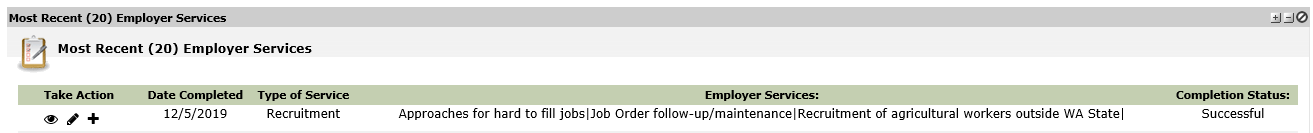 Most Recent (20) Employer Services
Most Recent (20) Employer Services
Take Action Date Completed Type of Service Employer Services: Completion Status:
12/5/2019 Recruitment Approaches for hard to fill jobs|Job Order follow-up/maintenance|Recruitment of agricultural workers outside WA State| Successful